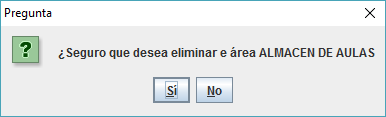 Pregunta
¿Seguro que desea eliminar e área ALMACEN DE AULAS
Sí No